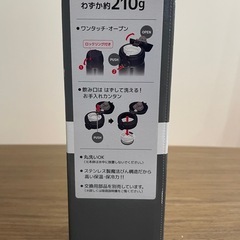 わずか約210g
●ワンタッチ・オープン
ロックリング付き
OPEN
PUSH
●飲み口は はずして洗える！
お手入れカンタン
PUSH
●丸洗いOK
●ステンレス製魔法びん構造だから
高い保温・保冷力!!
●交換用部品を別売しています。